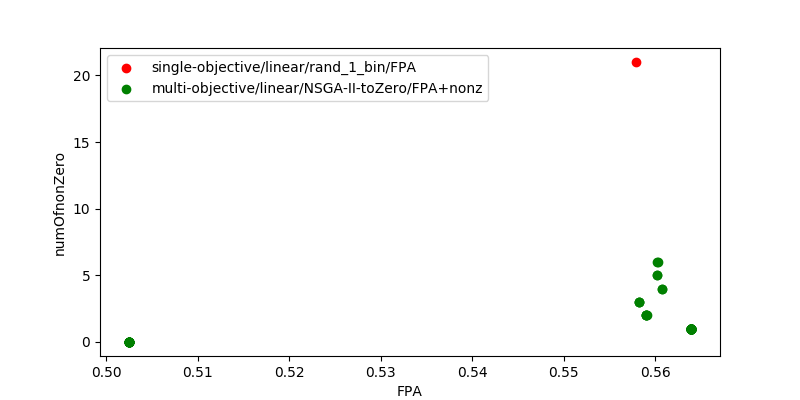 single-objective/linear/rand_1_bin/FPA
multi-objective/linear/NSGA-II-toZero/FPA+nonz
20
15
10
5
0
numOfnonZero
0.50 0.51 0.52 0.53 0.54 0.55 0.56
FPA